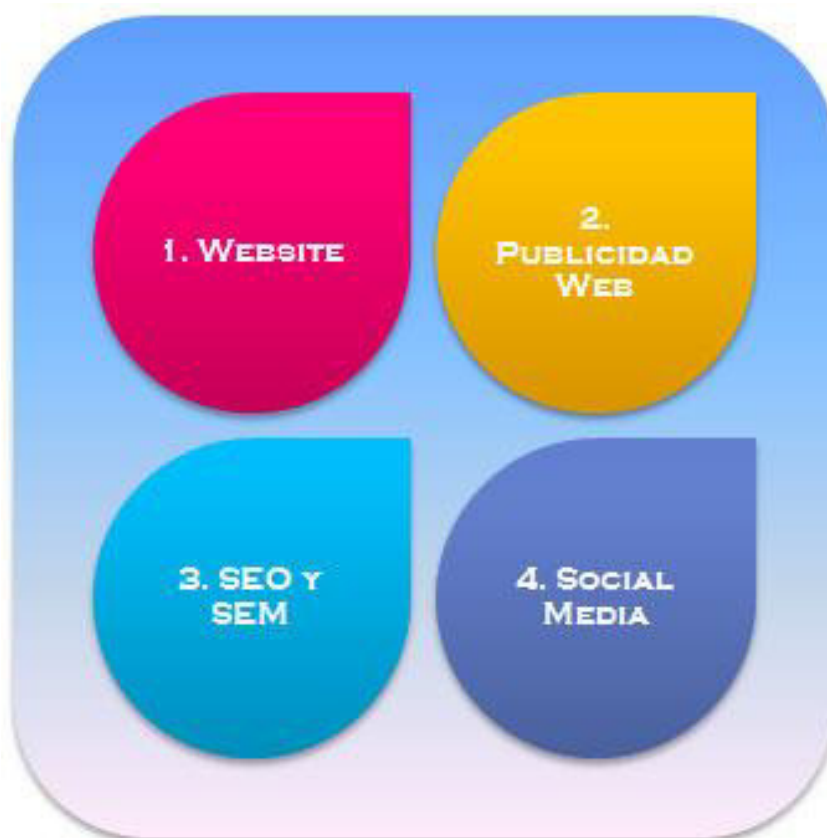 1. Website
2.
Publicidad
Web
3. SEO y
SEM
4. Social
Media